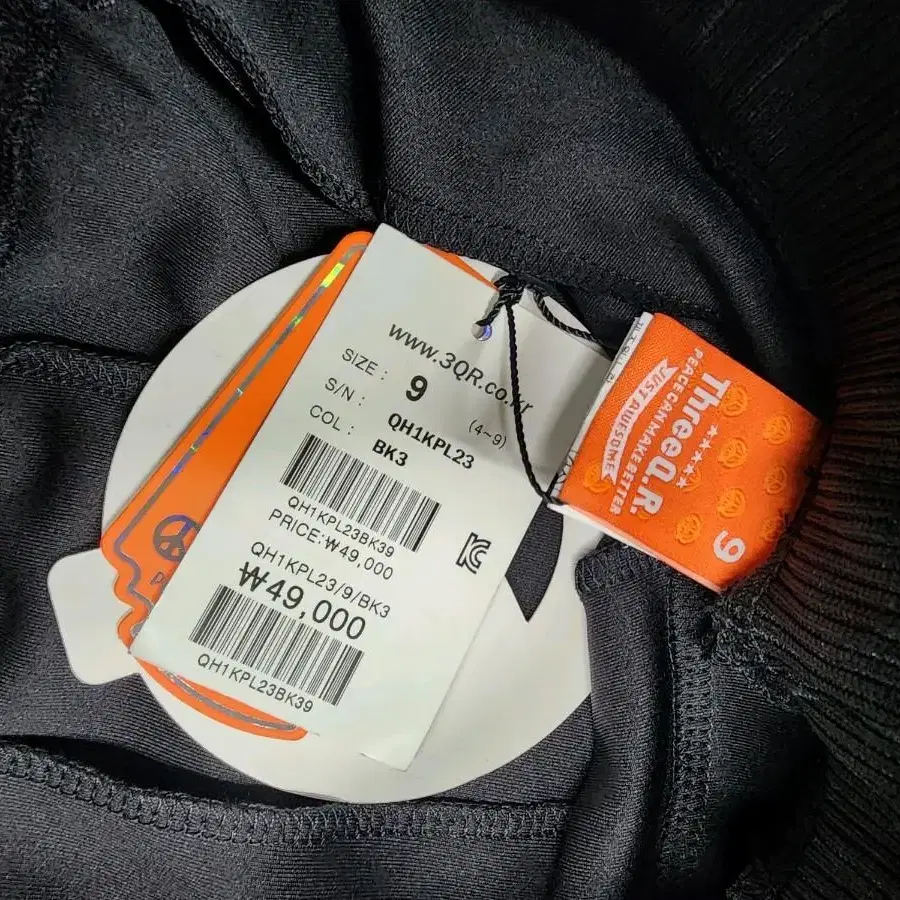 www.3QR.co.kr
SIZE : 9 (4~9)
S/N : QH1KPL23
COL : BK3
QH1KPL23BK39
PRICE:₩49,000
QH1KPL23/9/BK3
₩49,000
QH1KPL23BK39
PEACE CAN MAKE BETTER
ThreeQ.R.
JUST AWESOME
9